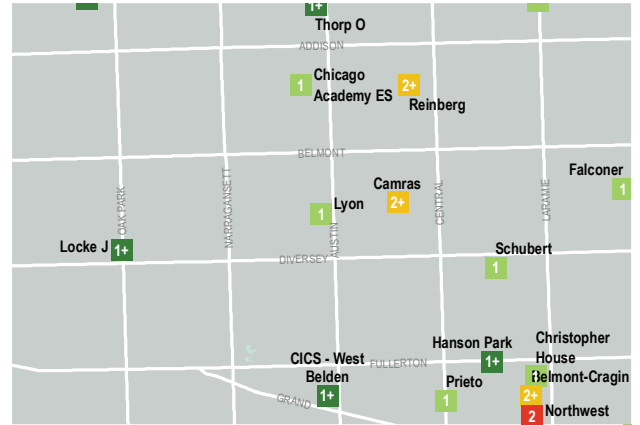 1+
Thorp O
ADDISON
1
Chicago
Academy ES
2+
Reinberg
BELMONT
OAK PARK
NARRAGANSETT
AUSTIN
CENTRAL
LARAMIE
Falconer
1
Camras
2+
1
Lyon
Locke J
1+
DIVERSEY
Schubert
1
Hanson Park
1+
Christopher
House
Belmont-Cragin
1
2+
CICS - West
Belden
1+
FULLERTON
GRAND
Prieto
1
2
Northwest